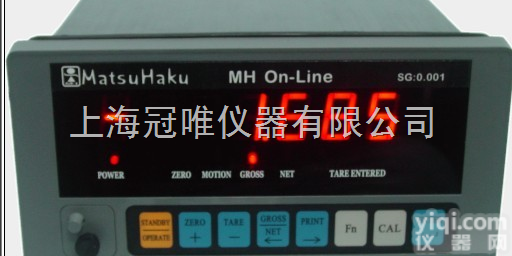 MatsuHaku MH On-Line SG:0.001
1.505
上海冠唯仪器有限公司
POWER ZERO MOTION GROSS NET TARE ENTERED
STANDBY ZERO TARE GROSS PRINT Fn CAL
OPERATE + - NET
yiqi.com
仪器网